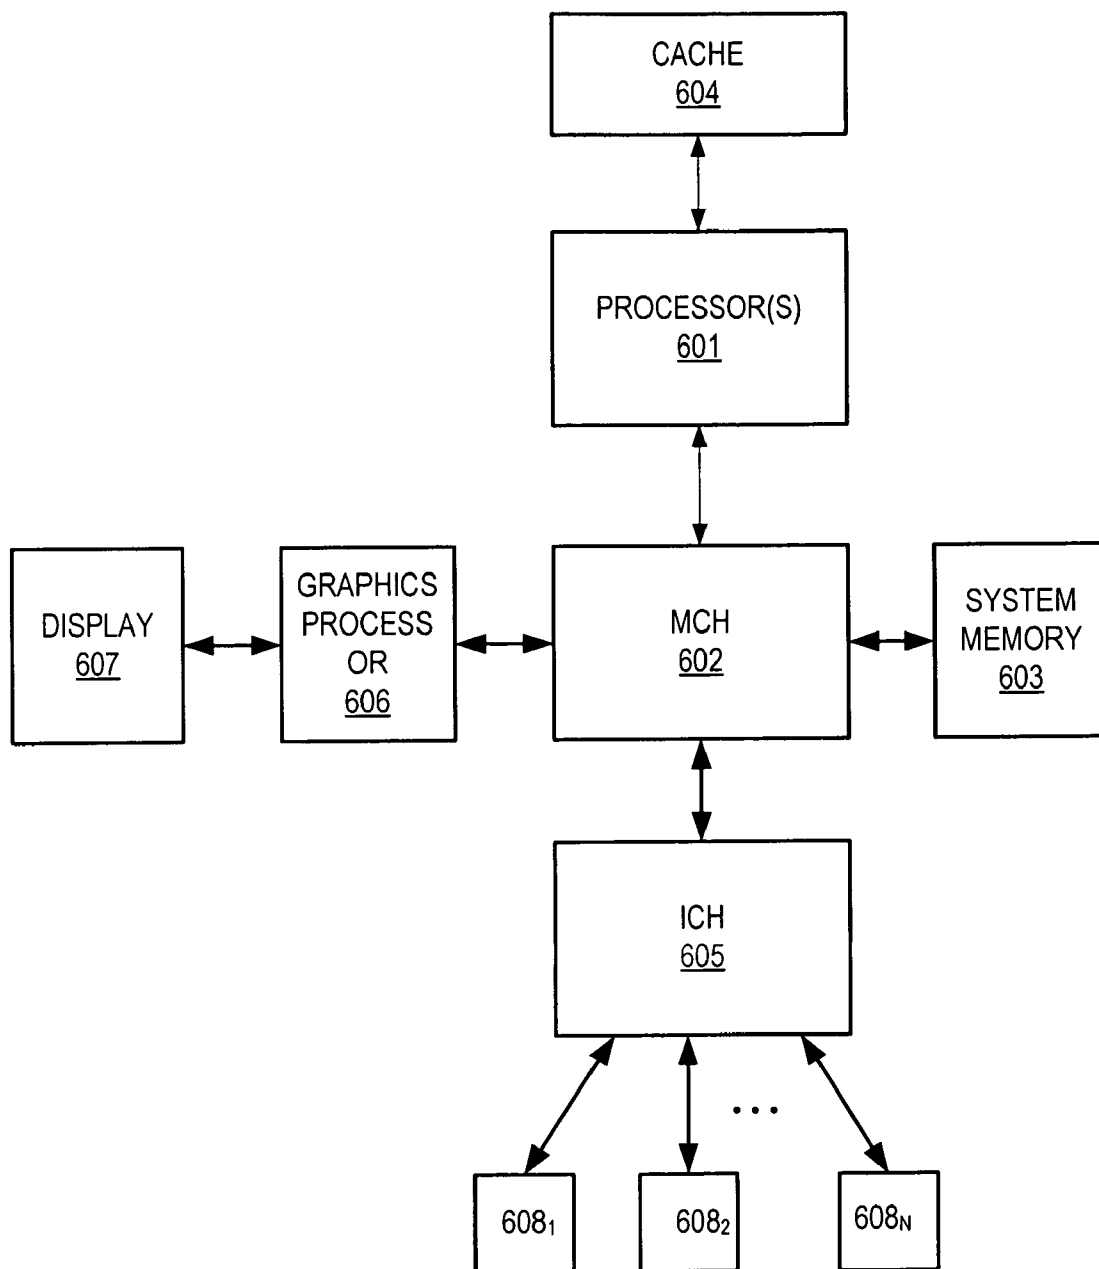 CACHE
604
PROCESSOR(S)
601
DISPLAY
607
GRAPHICS
PROCESS
OR
606
MCH
602
SYSTEM
MEMORY
603
ICH
605
...
608₁
608₂
608N